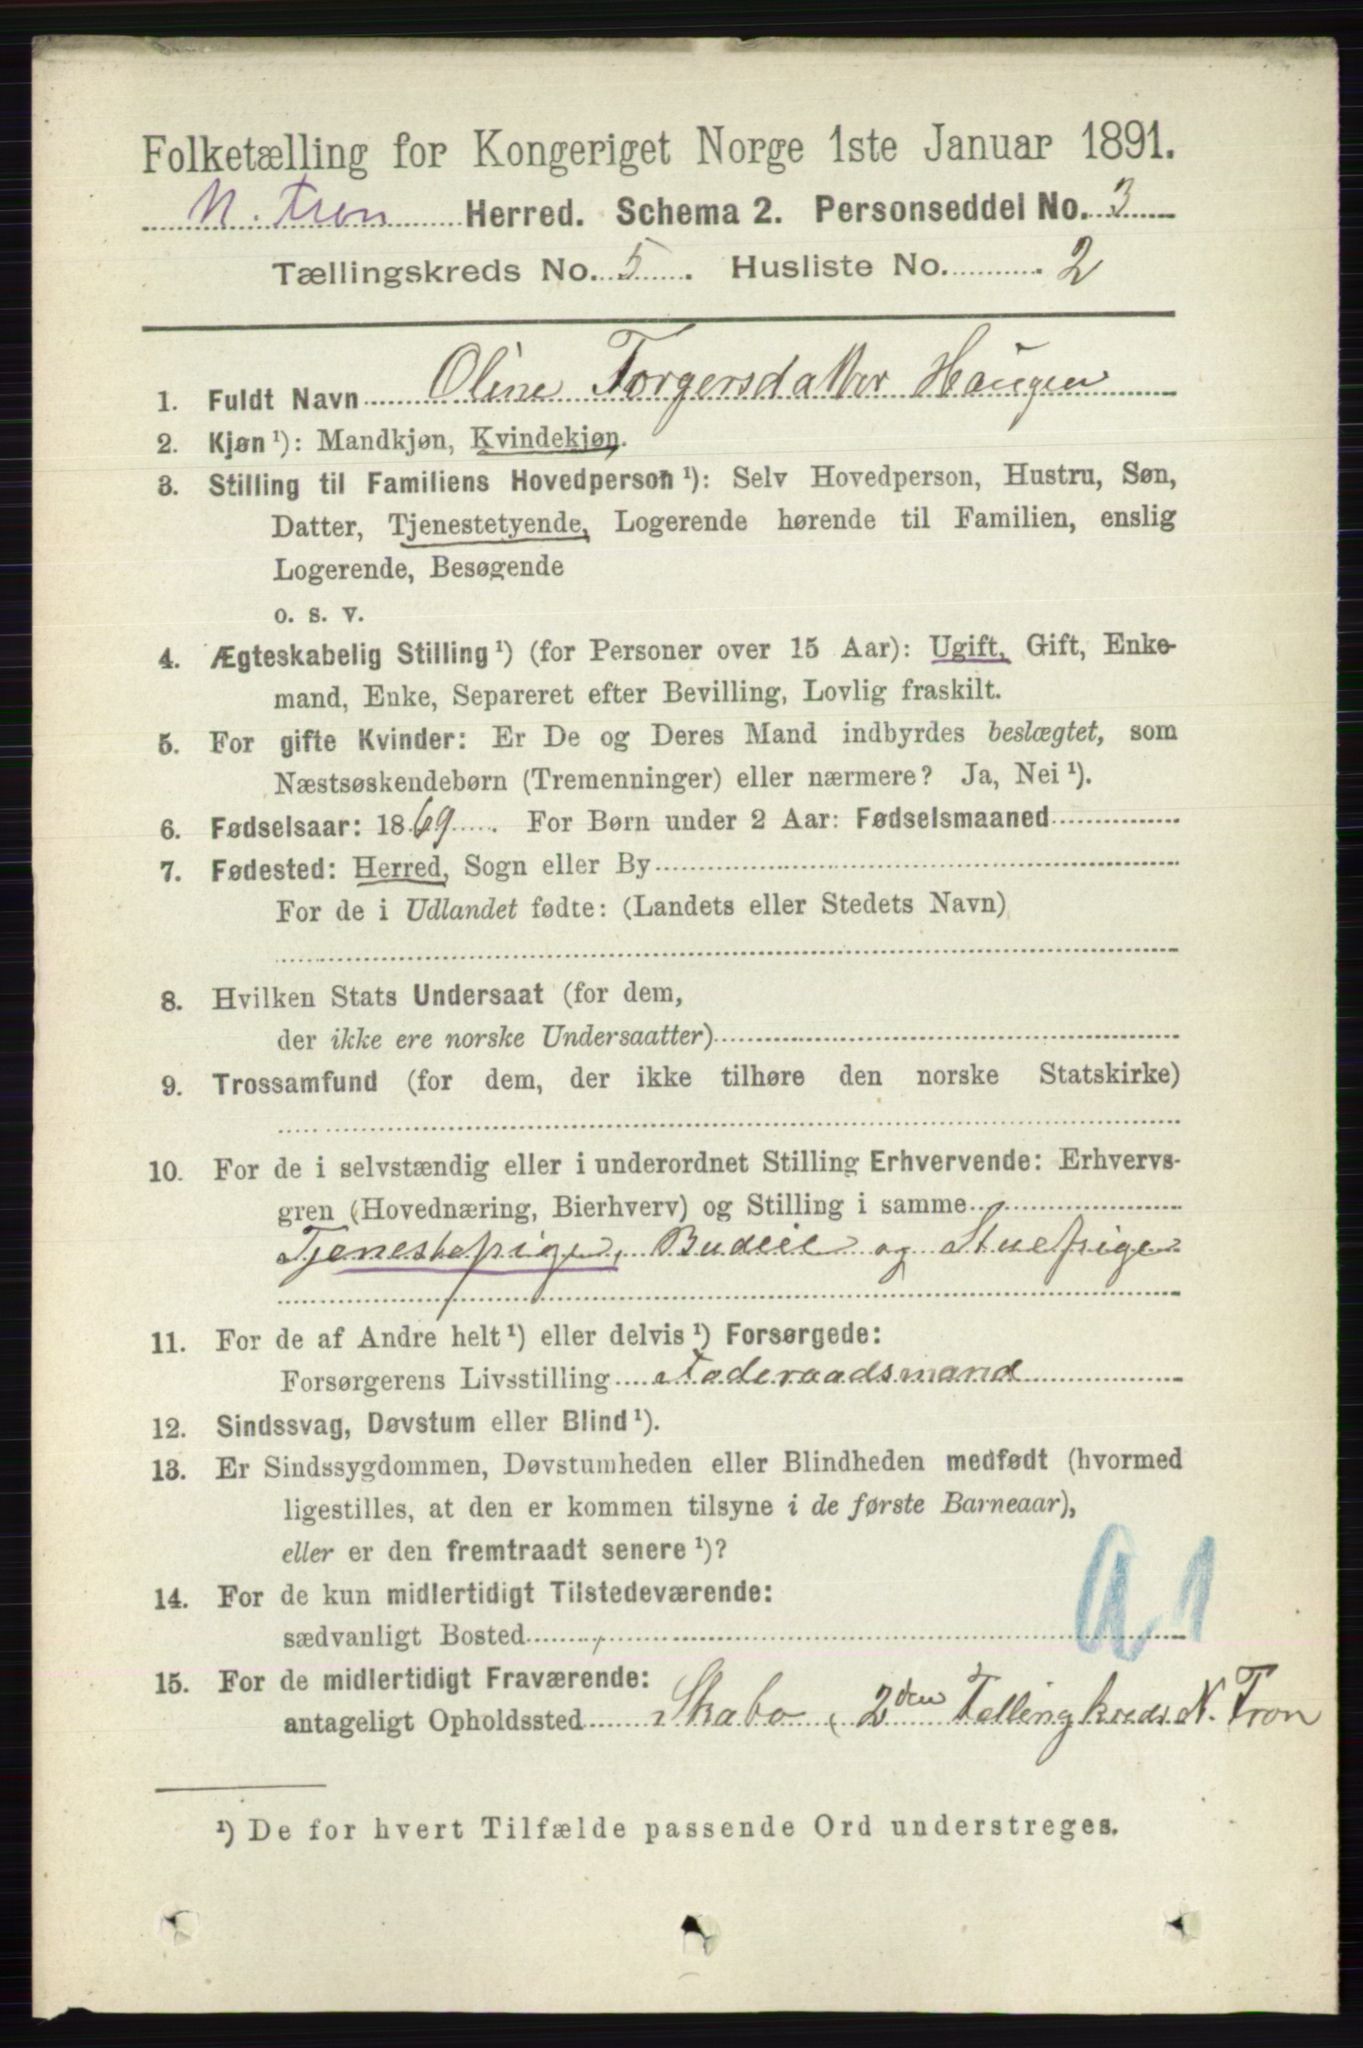 Folketælling for Kongeriget Norge 1ste Januar 1891.
N. Fron Herred. Schema 2. Personseddel No. 3
Tællingskreds No. 5. Husliste No. 2
1. Fuldt Navn Oline Torgersdatter Haugen
2. Kjøn ¹): Mandkjøn, Kvindekjøn.
3. Stilling til Familiens Hovedperson ¹): Selv Hovedperson, Hustru, Søn,
Datter, Tjenestetyende, Logerende hørende til Familien, enslig
Logerende, Besøgende
o. s. v.
4. Ægteskabelig Stilling ¹) (for Personer over 15 Aar): Ugift, Gift, Enke-
mand, Enke, Separeret efter Bevilling, Lovlig fraskilt.
5. For gifte Kvinder: Er De og Deres Mand indbyrdes beslægtet, som
Næstsøskendebørn (Tremenninger) eller nærmere? Ja, Nei ¹).
6. Fødselsaar: 1869. For Børn under 2 Aar: Fødselsmaaned
7. Fødested: Herred, Sogn eller By
For de i Udlandet fødte: (Landets eller Stedets Navn)
8. Hvilken Stats Undersaat (for dem,
der ikke ere norske Undersaatter)
9. Trossamfund (for dem, der ikke tilhøre den norske Statskirke)
10. For de i selvstændig eller i underordnet Stilling Erhvervende: Erhvervs-
gren (Hovednæring, Bierhverv) og Stilling i samme
Tjenestepige, Budeie og Stuepige
11. For de af Andre helt ¹) eller delvis ¹) Forsørgede:
Forsørgerens Livsstilling Foderaadsmand
12. Sindssvag, Døvstum eller Blind ¹).
13. Er Sindssygdommen, Døvstumheden eller Blindheden medfødt (hvormed
ligestilles, at den er kommen tilsyne i de første Barneaar),
eller er den fremtraadt senere ¹)?
14. For de kun midlertidigt Tilstedeværende:
sædvanligt Bosted
a 1
15. For de midlertidigt Fraværende:
antageligt Opholdssted Skabo, 2den Tellingkreds N. Fron
¹) De for hvert Tilfælde passende Ord understreges.